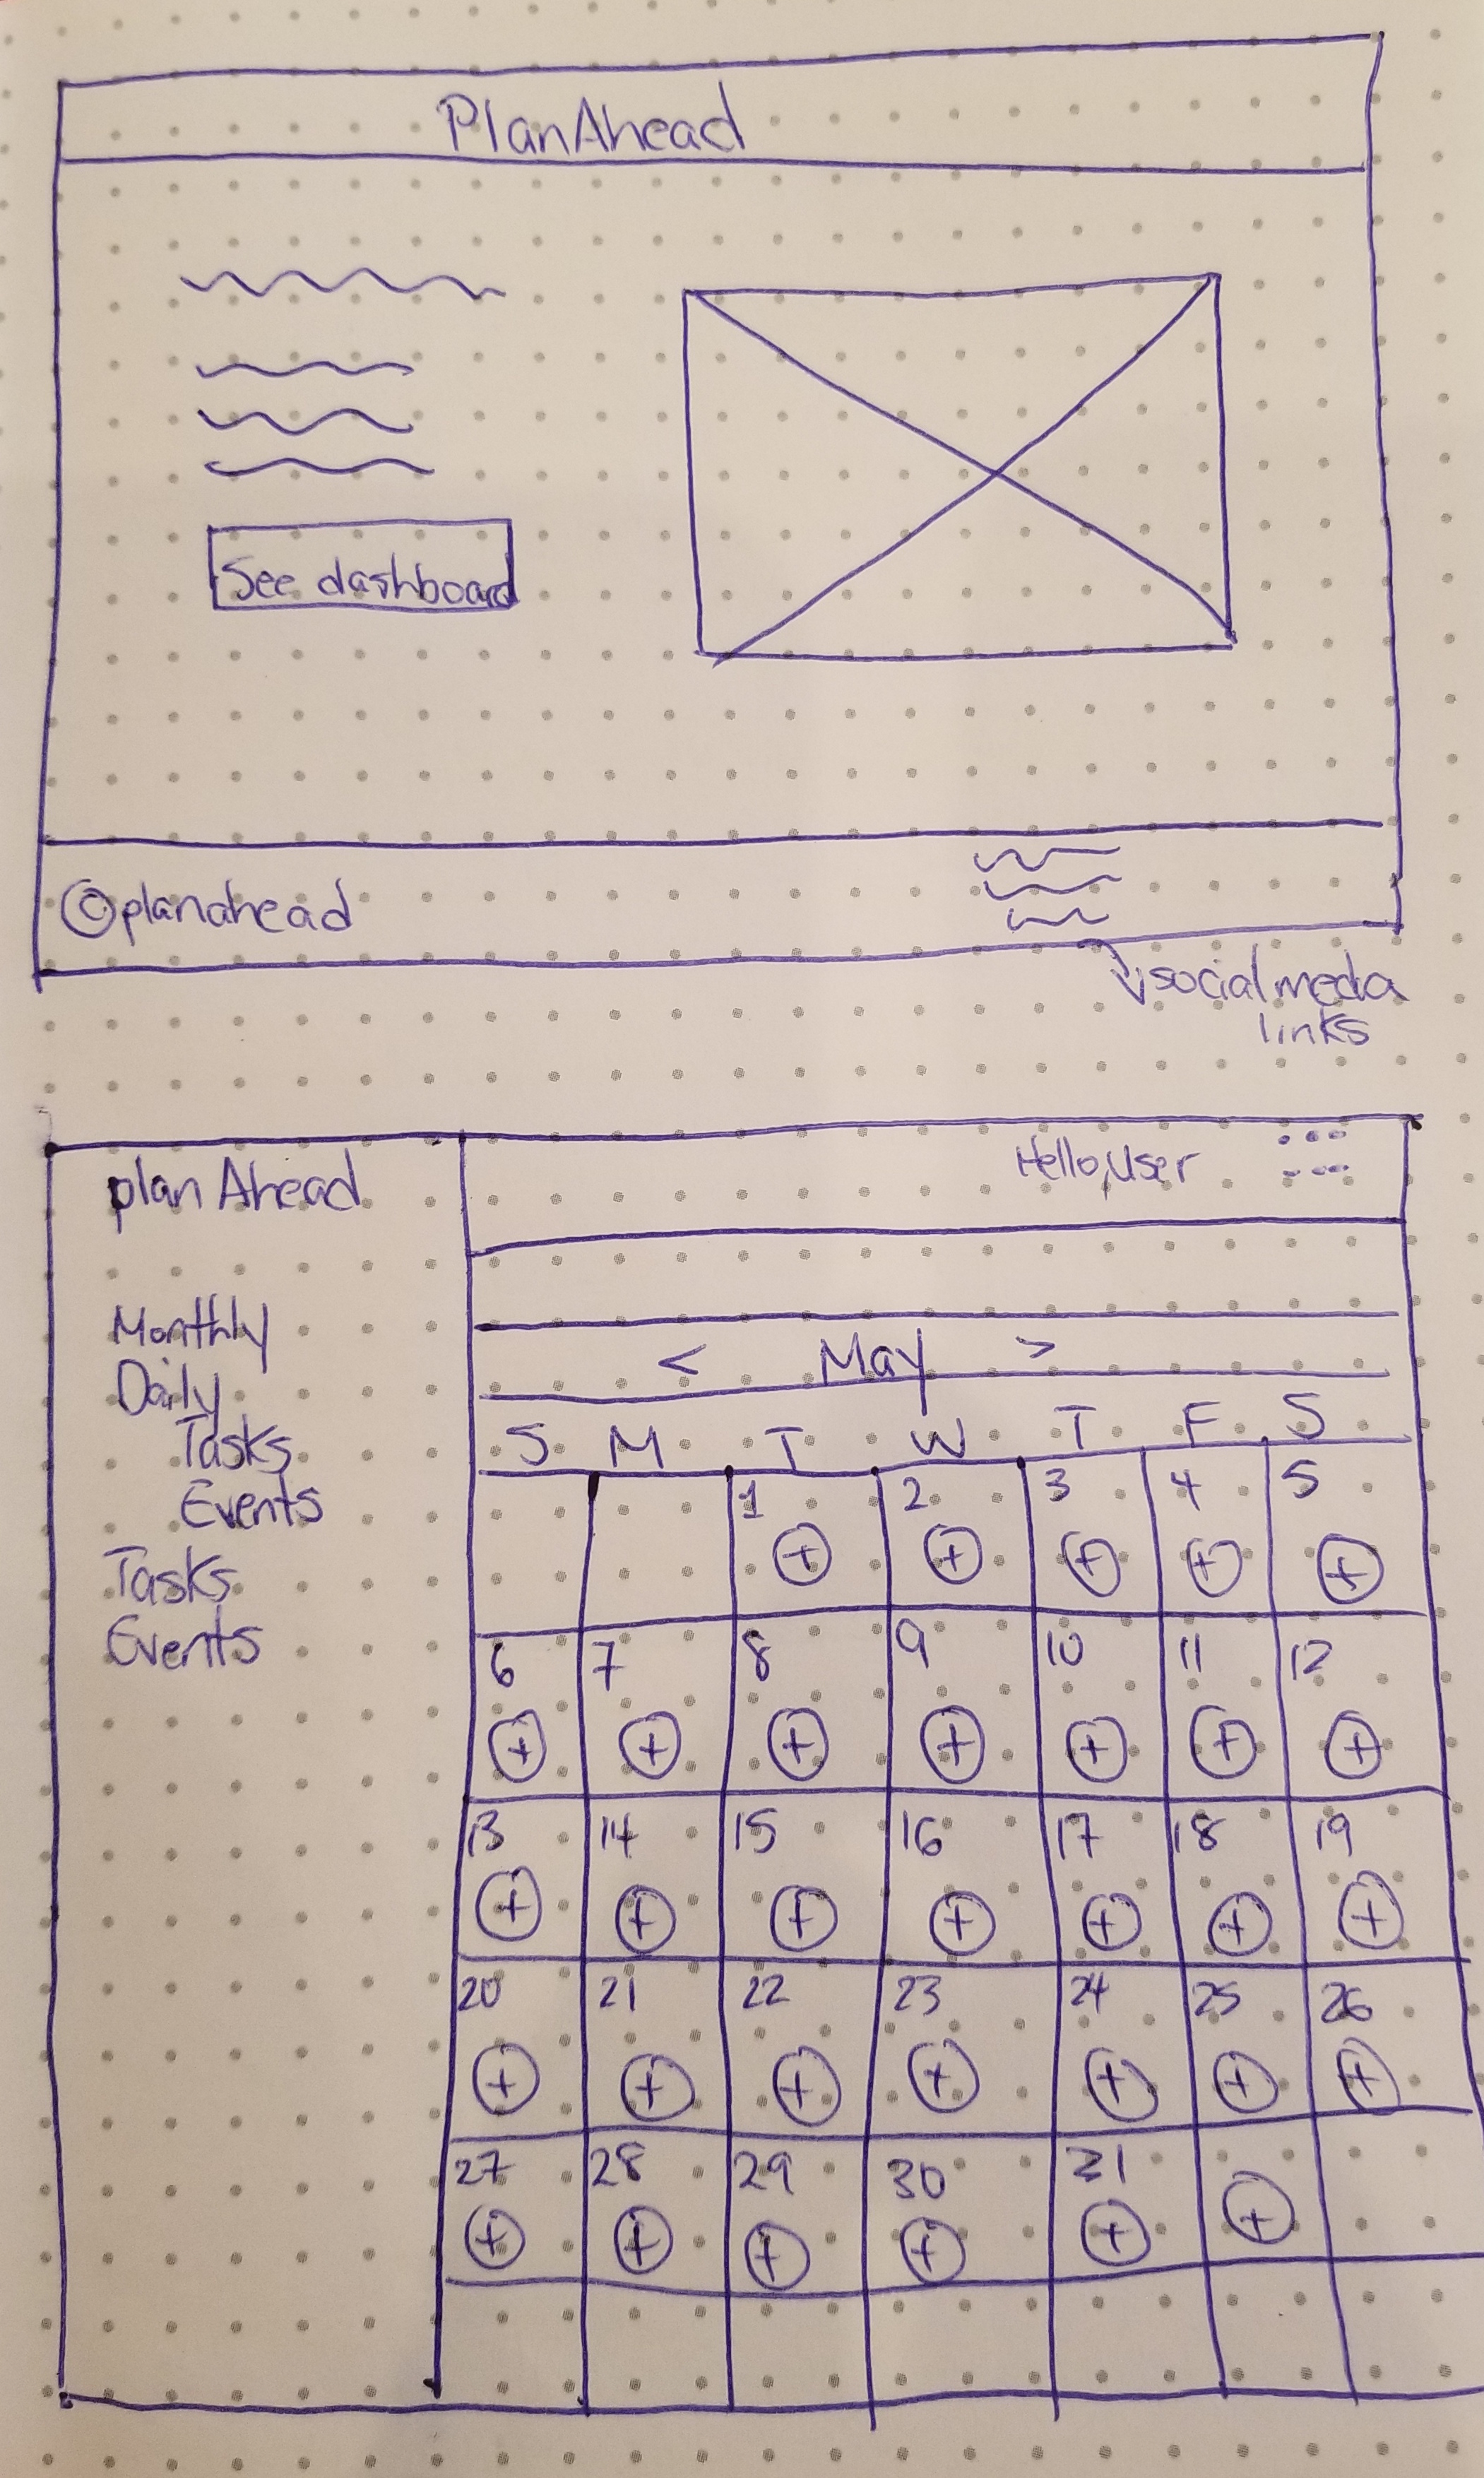 PlanAhead
See dashboard
©planahead
social media
links
plan Ahead
Hello, User
Monthly
Daily
Tasks
Events
Tasks
Events
< May >
S M T W T F S
1 2 3 4 5
+ + + + +
6 7 8 9 10 11 12
+ + + + + + +
13 14 15 16 17 18 19
+ + + + + + +
20 21 22 23 24 25 26
+ + + + + + +
27 28 29 30 31
+ + + + + +